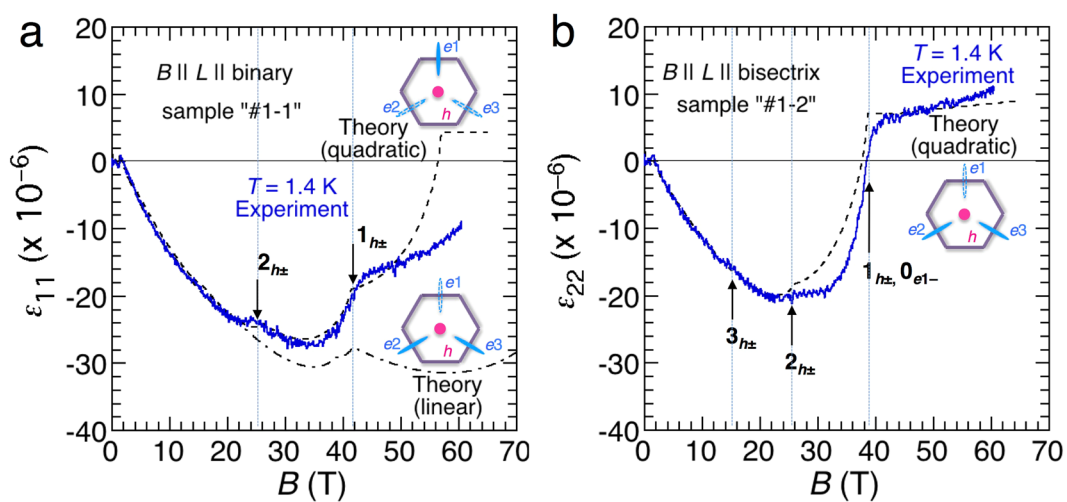 a
20
10
0
-10
-20
-30
-40
0 10 20 30 40 50 60 70
B (T)
ε11 (x 10−6)
B || L || binary
sample "#1-1"
e1
e2
e3
h
Theory
(quadratic)
T = 1.4 K
Experiment
1h±
2h±
e1
e2
e3
h
Theory
(linear)
b
20
10
0
-10
-20
-30
-40
0 10 20 30 40 50 60 70
B (T)
ε22 (x 10−6)
B || L || bisectrix
sample "#1-2"
T = 1.4 K
Experiment
Theory
(quadratic)
e1
e2
e3
h
1h±, 0e1−
3h±
2h±